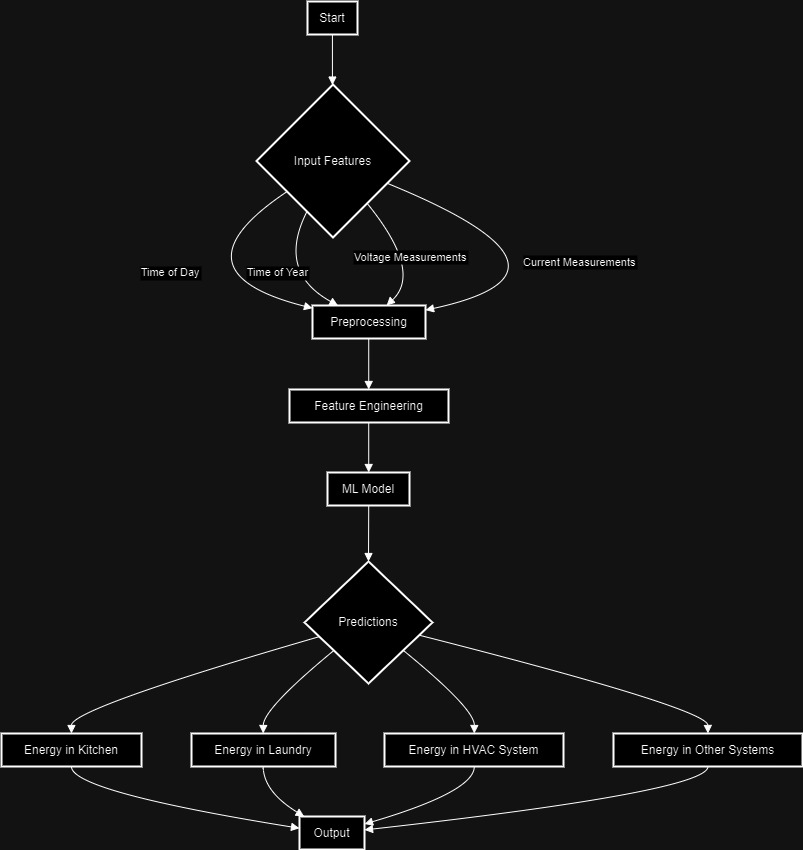 Start
Input Features
Time of Day
Time of Year
Voltage Measurements
Current Measurements
Preprocessing
Feature Engineering
ML Model
Predictions
Energy in Kitchen
Energy in Laundry
Energy in HVAC System
Energy in Other Systems
Output